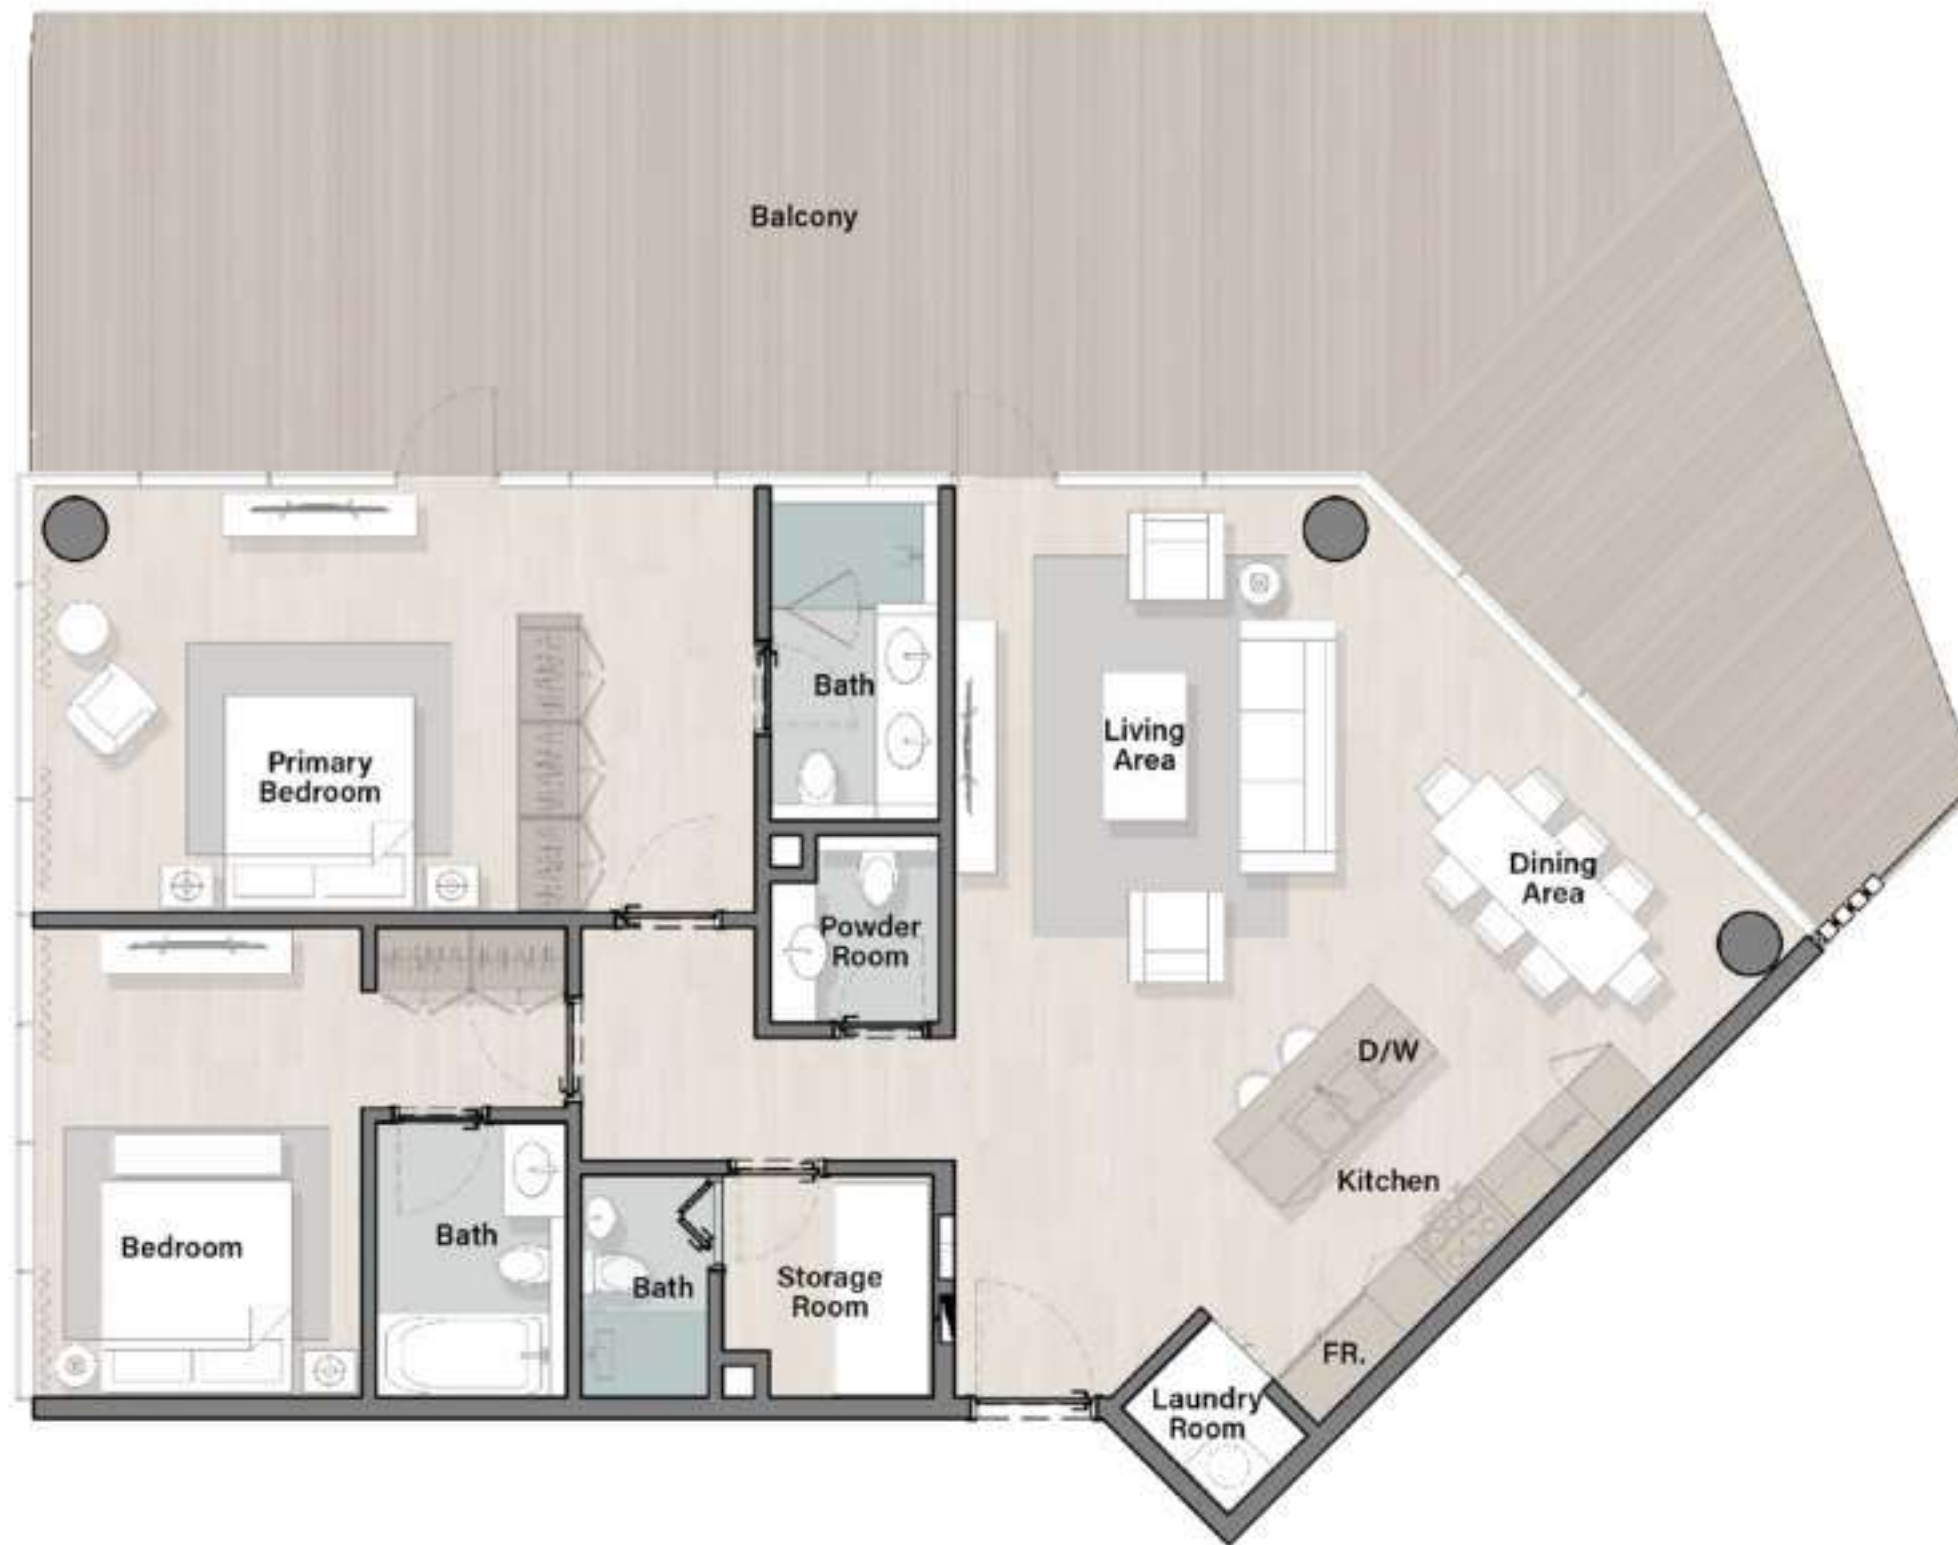 Balcony
Primary
Bedroom
Bath
Living
Area
Dining
Area
Powder
Room
D/W
Kitchen
Bedroom
Bath
Bath
Storage
Room
FR.
Laundry
Room